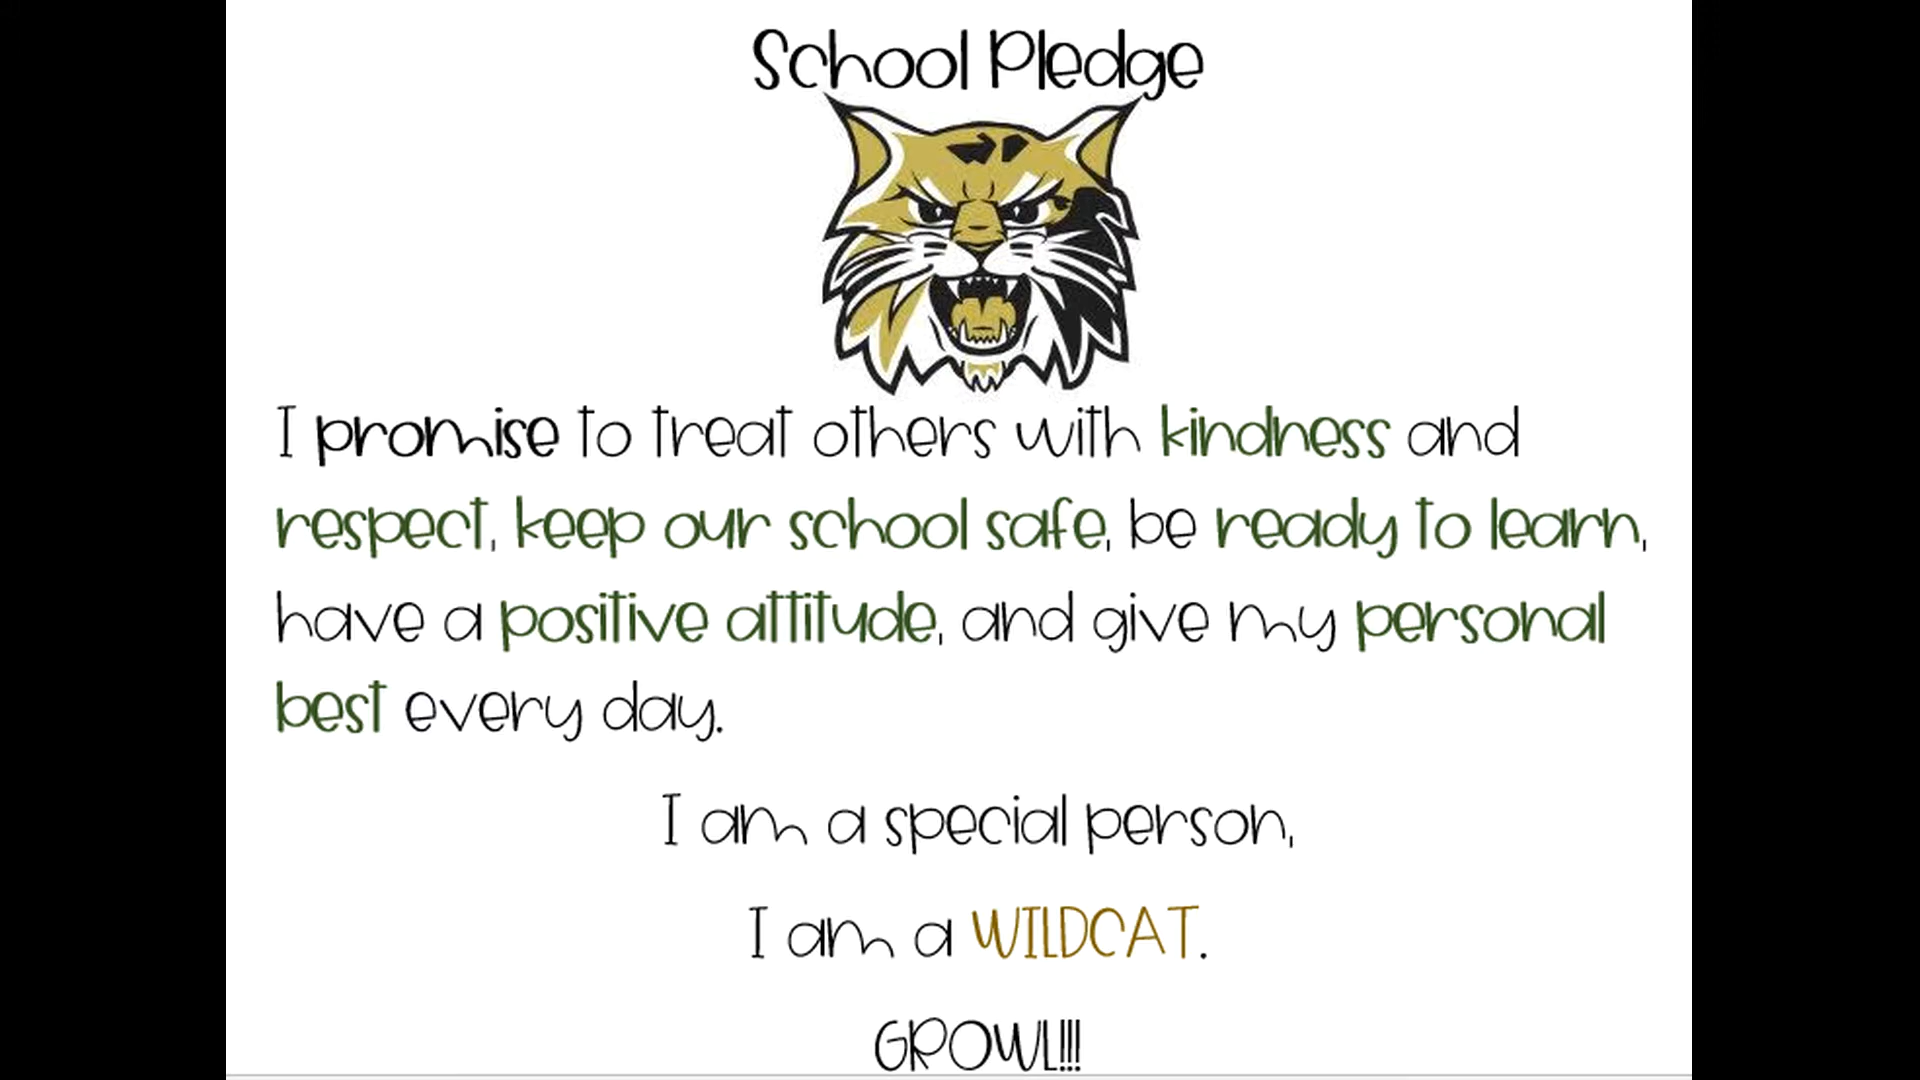 School Pledge
I promise to treat others with kindness and
respect, keep our school safe, be ready to learn,
have a positive attitude, and give my personal
best every day.
I am a special person,
I am a WILDCAT.
GROWL!!!